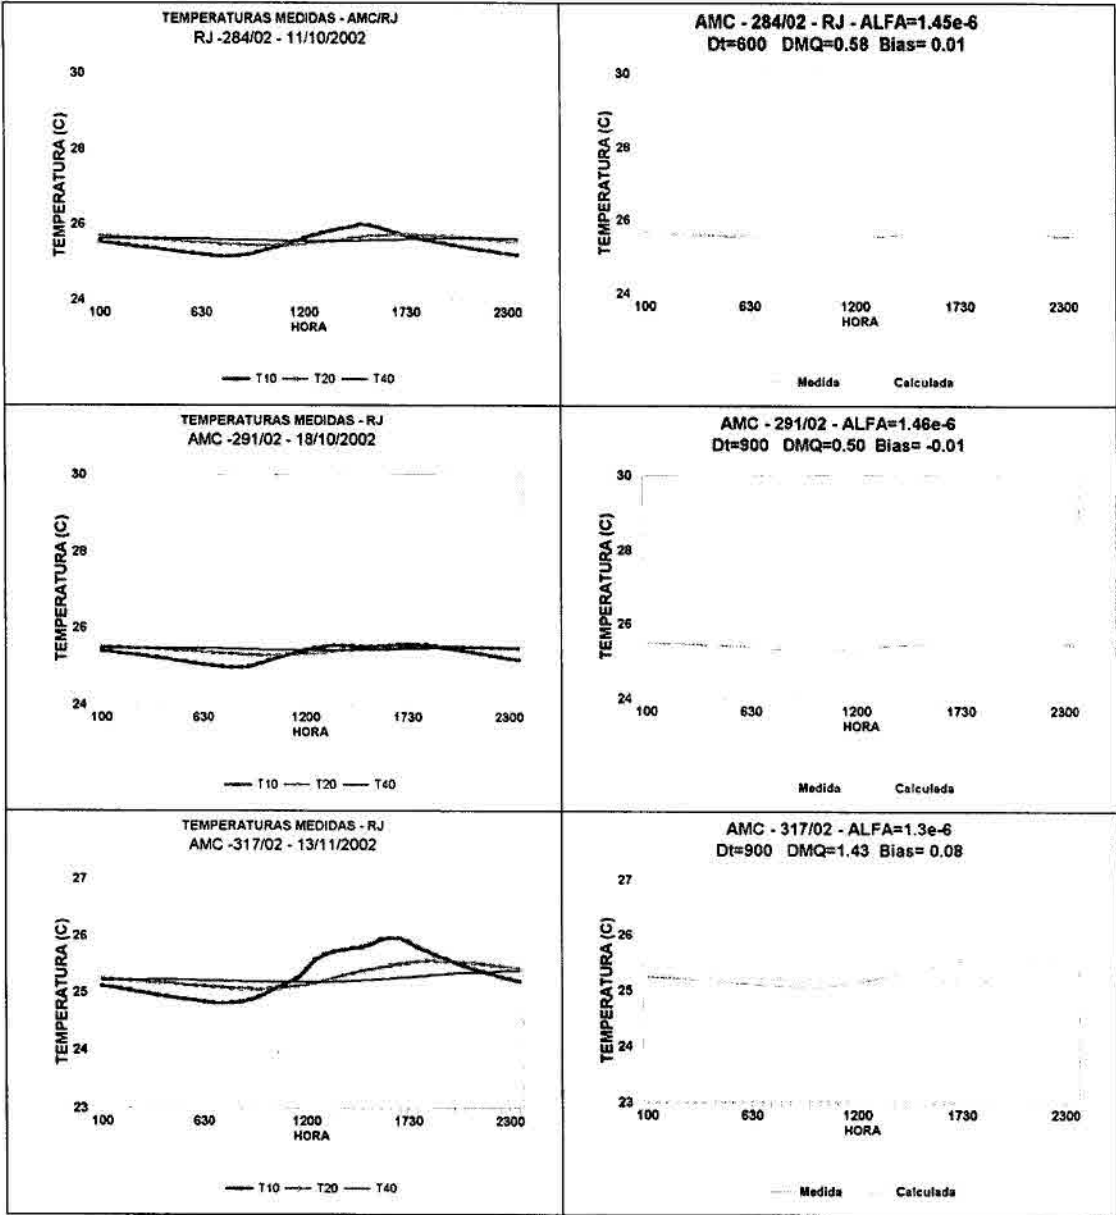 TEMPERATURAS MEDIDAS - AMC/RJ
RJ -284/02 - 11/10/2002
30
28
26
24
TEMPERATURA (C)
100 630 1200 1730 2300
HORA
T10 T20 T40
AMC - 284/02 - RJ - ALFA=1.45e-6
Dt=600 DMQ=0.58 Bias= 0.01
30
28
26
24
TEMPERATURA (C)
100 630 1200 1730 2300
HORA
Medida Calculada
TEMPERATURAS MEDIDAS - RJ
AMC -291/02 - 18/10/2002
30
28
26
24
TEMPERATURA (C)
100 630 1200 1730 2300
HORA
T10 T20 T40
AMC - 291/02 - ALFA=1.46e-6
Dt=900 DMQ=0.50 Bias= -0.01
30
28
26
24
TEMPERATURA (C)
100 630 1200 1730 2300
HORA
Medida Calculada
TEMPERATURAS MEDIDAS - RJ
AMC -317/02 - 13/11/2002
27
26
25
24
23
TEMPERATURA (C)
100 630 1200 1730 2300
HORA
T10 T20 T40
AMC - 317/02 - ALFA=1.3e-6
Dt=900 DMQ=1.43 Bias= 0.08
27
26
25
24
23
TEMPERATURA (C)
100 630 1200 1730 2300
HORA
Medida Calculada